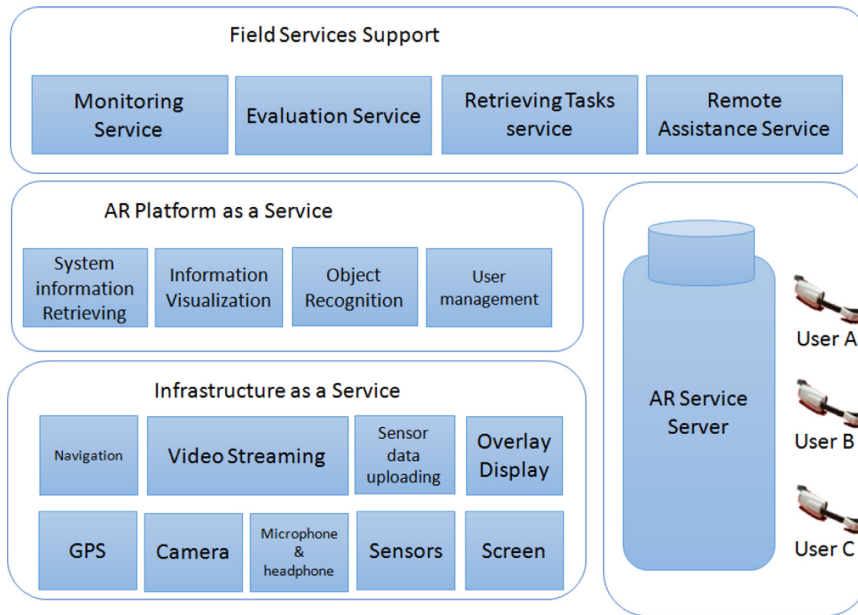 Field Services Support
Monitoring
Service
Evaluation Service
Retrieving Tasks
service
Remote
Assistance Service
AR Platform as a Service
System
information
Retrieving
Information
Visualization
Object
Recognition
User
management
Infrastructure as a Service
Navigation
Video Streaming
Sensor
data
uploading
Overlay
Display
GPS
Camera
Microphone
&
headphone
Sensors
Screen
AR Service
Server
User A
User B
User C